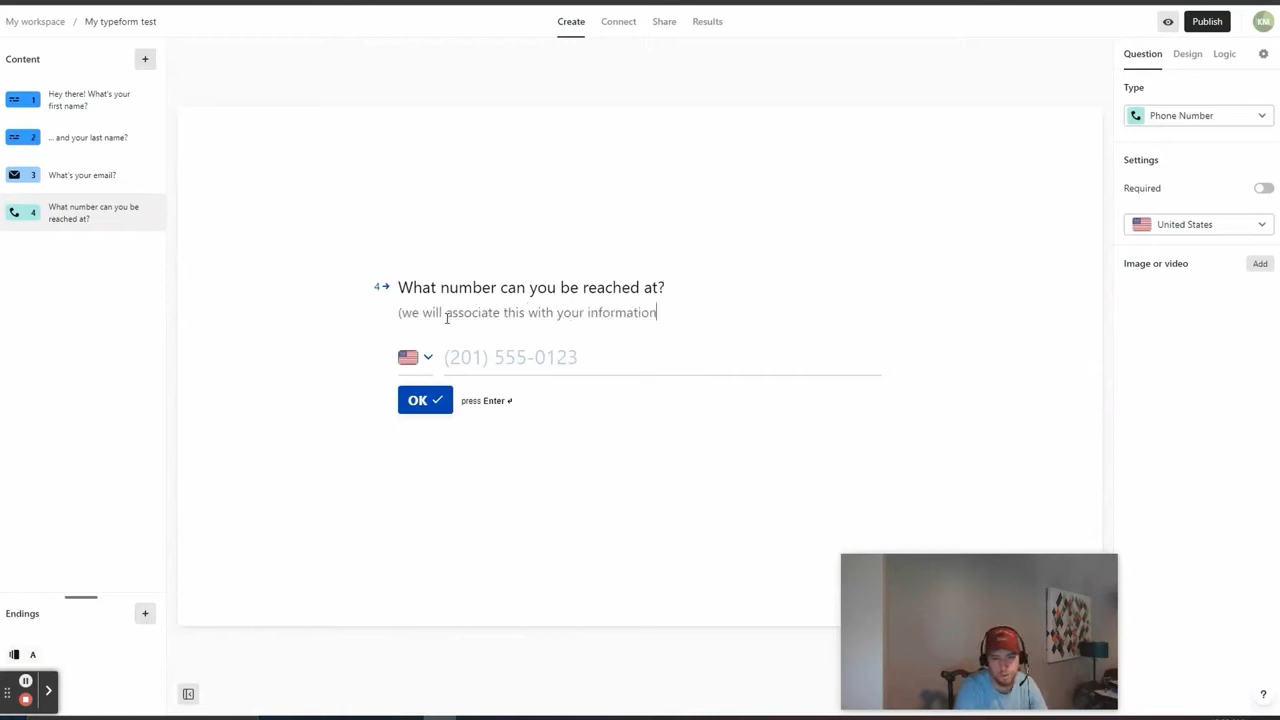 My workspace / My typeform test
Create
Connect
Share
Results
Publish
KM
Content
+
1 Hey there! What's your
first name?
2 ... and your last name?
3 What's your email?
4 What number can you be
reached at?
Endings
+
A
4 What number can you be reached at?
(we will associate this with your information
(201) 555-0123
OK
press Enter ↵
Question
Design
Logic
Type
Phone Number
Settings
Required
United States
Image or video
Add
?